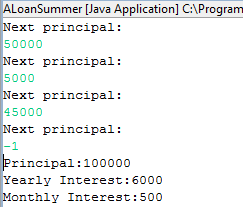 ALoanSummer [Java Application] C:\Program
Next principal:
50000
Next principal:
5000
Next principal:
45000
Next principal:
-1
Principal:100000
Yearly Interest:6000
Monthly Interest:500